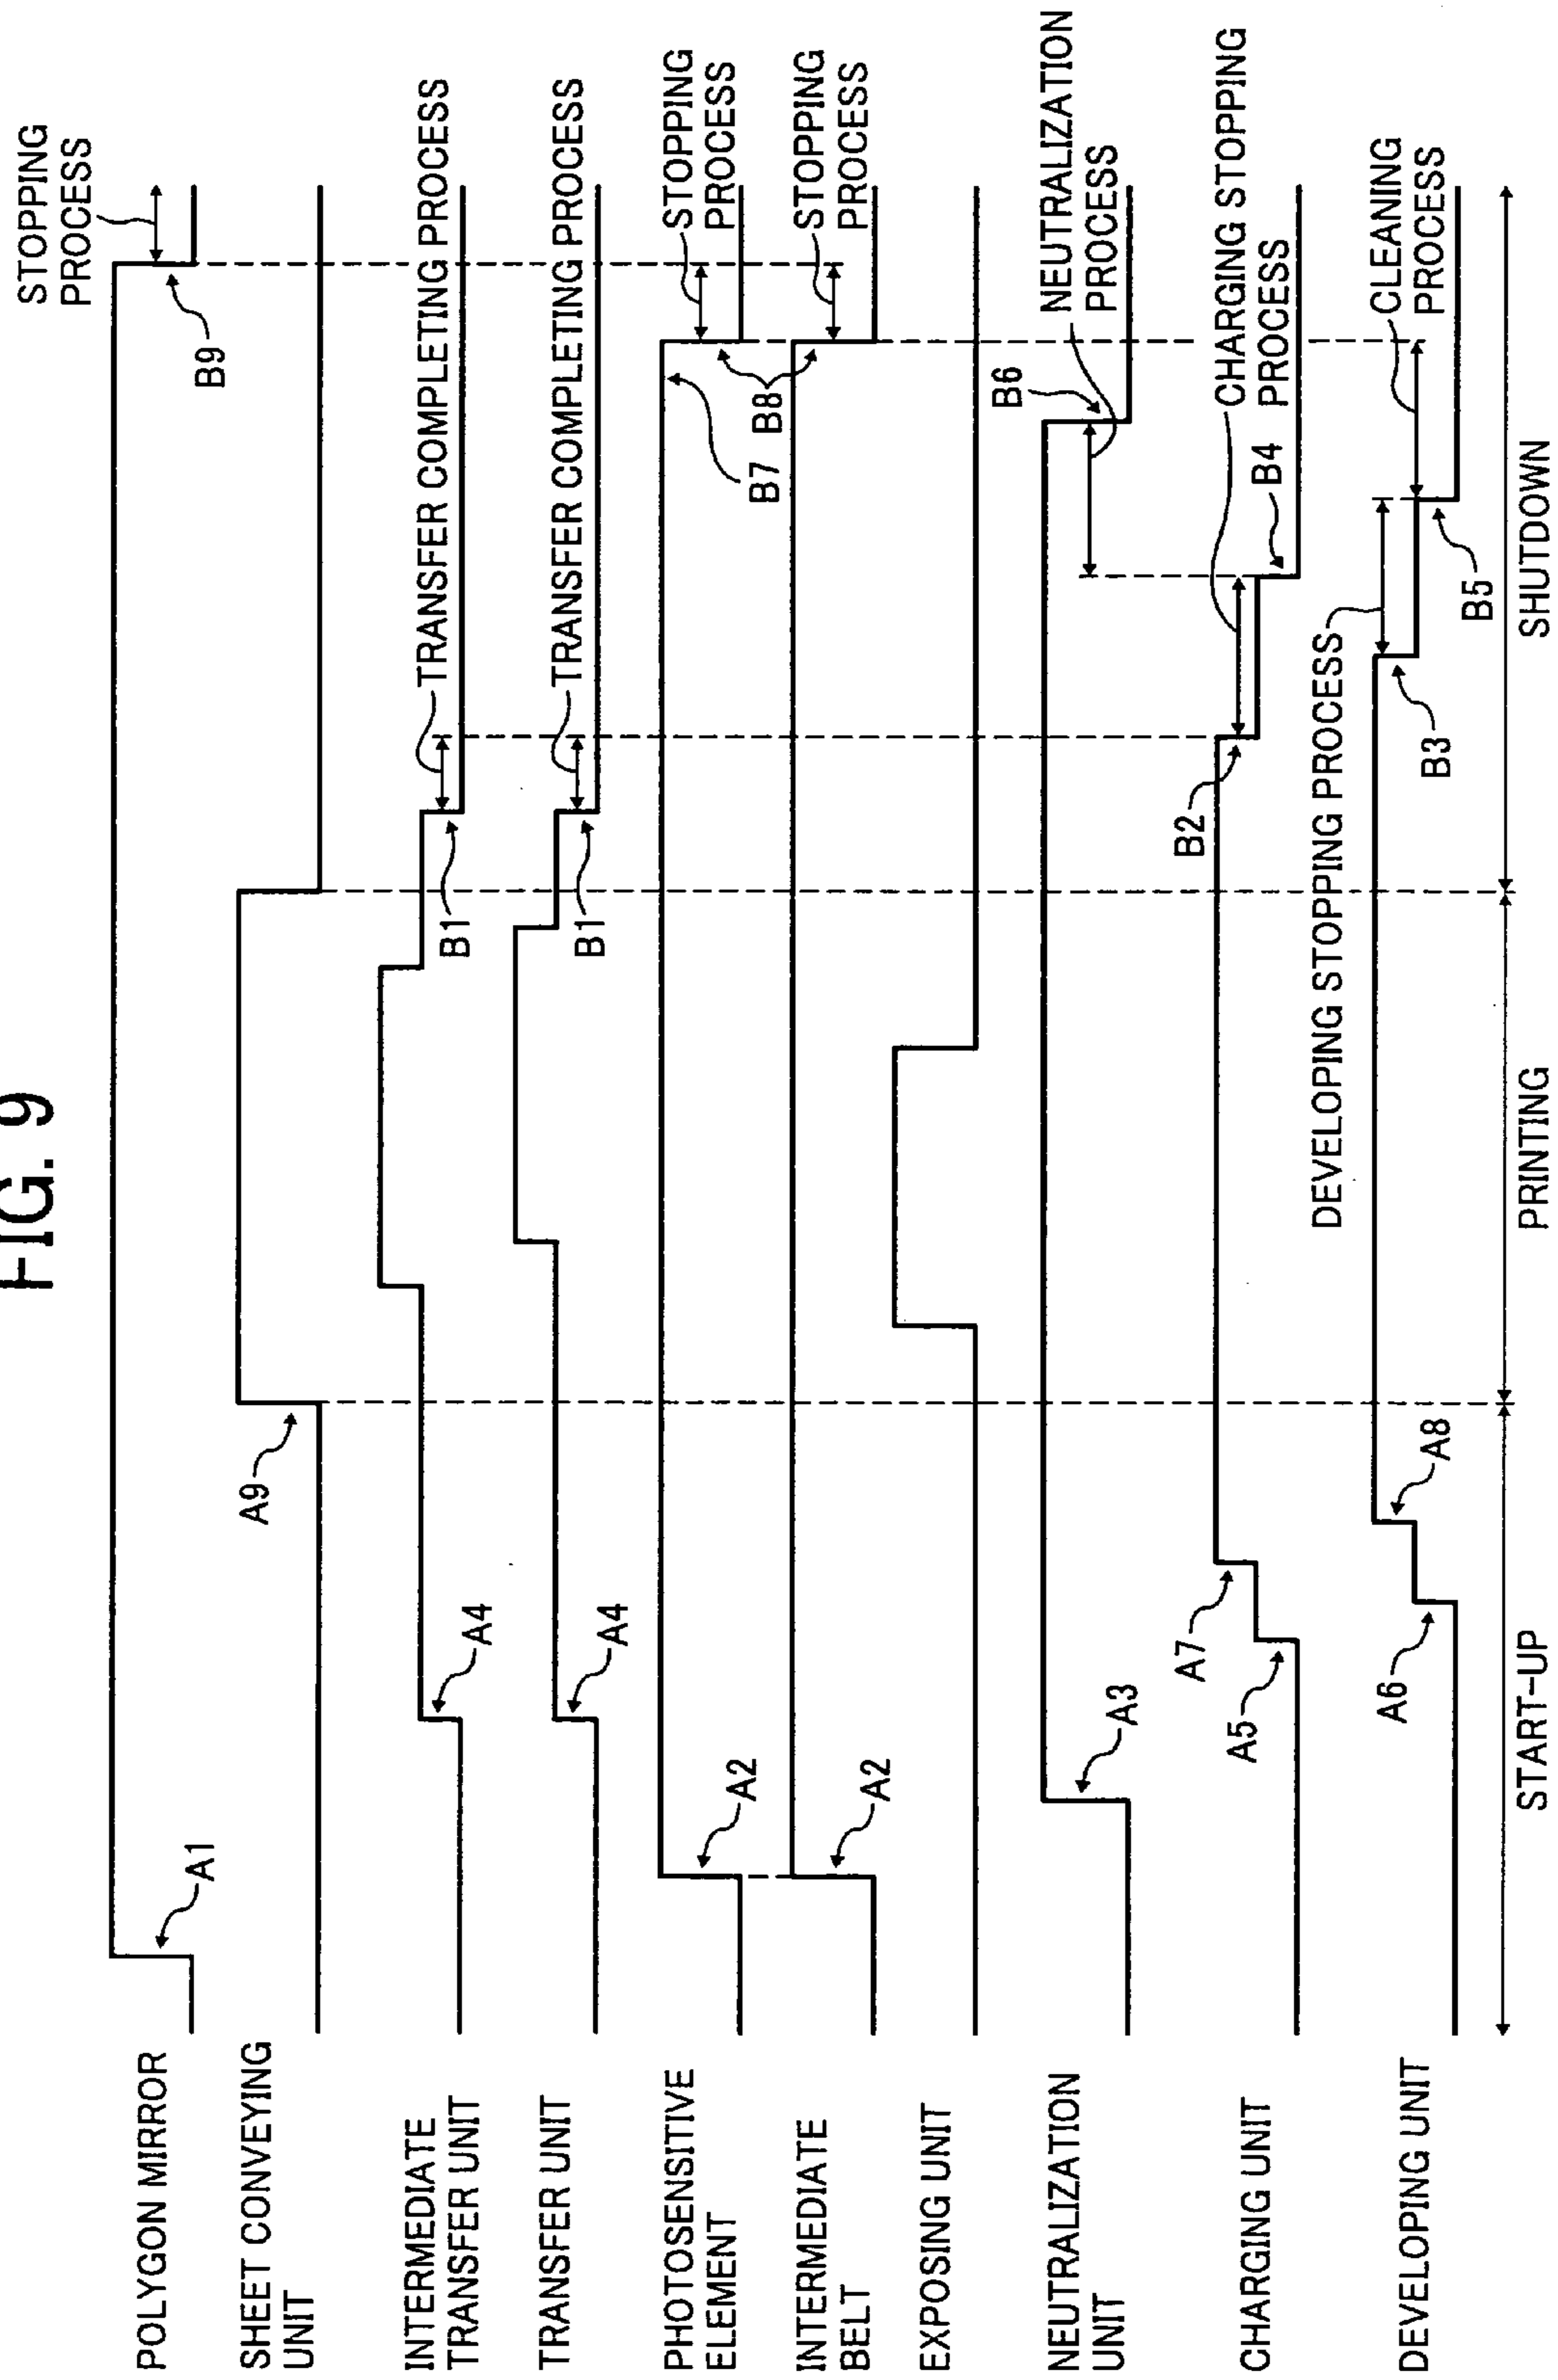 FIG. 9
POLYGON MIRROR
A1
B9
STOPPING
PROCESS
SHEET CONVEYING
UNIT
A9
INTERMEDIATE
TRANSFER UNIT
A4
B1
TRANSFER COMPLETING PROCESS
TRANSFER UNIT
A4
B1
TRANSFER COMPLETING PROCESS
PHOTOSENSITIVE
ELEMENT
A2
B7
B8
STOPPING
PROCESS
INTERMEDIATE
BELT
A2
STOPPING
PROCESS
EXPOSING UNIT
NEUTRALIZATION
UNIT
A3
B6
NEUTRALIZATION
PROCESS
CHARGING UNIT
A5
A7
B2
B4
CHARGING STOPPING
PROCESS
DEVELOPING UNIT
A6
A8
DEVELOPING STOPPING PROCESS
B3
B5
CLEANING
PROCESS
START-UP
PRINTING
SHUTDOWN